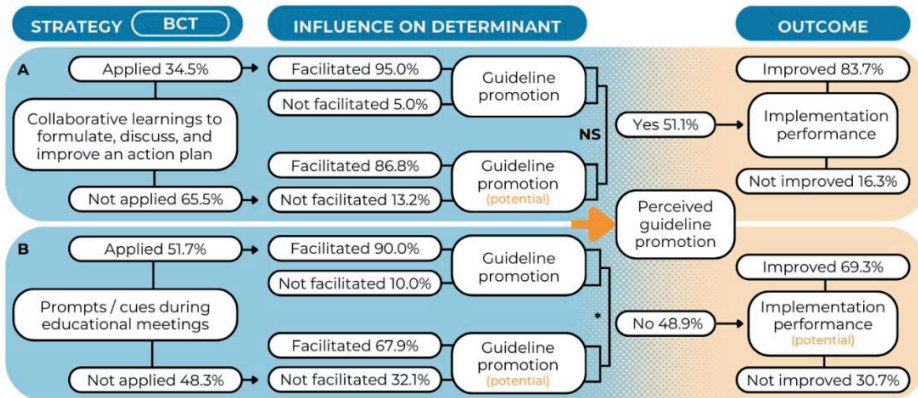 STRATEGY BCT
INFLUENCE ON DETERMINANT
OUTCOME
A
Applied 34.5%
Collaborative learnings to
formulate, discuss, and
improve an action plan
Not applied 65.5%
Facilitated 95.0%
Not facilitated 5.0%
Guideline
promotion
NS
Facilitated 86.8%
Not facilitated 13.2%
Guideline
promotion
(potential)
Yes 51.1%
Improved 83.7%
Implementation
performance
Not improved 16.3%
Perceived
guideline
promotion
B
Applied 51.7%
Prompts / cues during
educational meetings
Not applied 48.3%
Facilitated 90.0%
Not facilitated 10.0%
Guideline
promotion
*
Facilitated 67.9%
Not facilitated 32.1%
Guideline
promotion
(potential)
No 48.9%
Improved 69.3%
Implementation
performance
(potential)
Not improved 30.7%